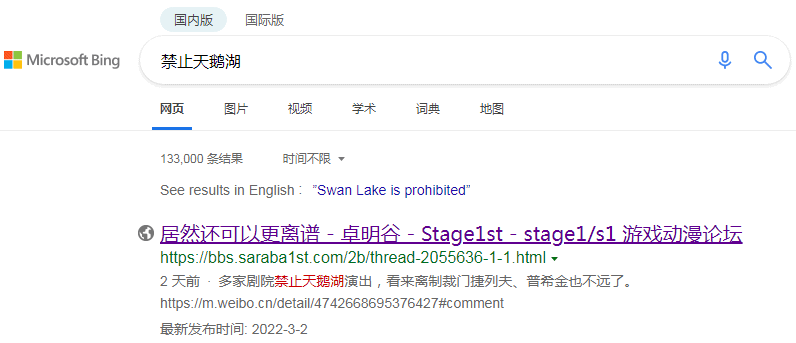 国内版 国际版
Microsoft Bing 禁止天鹅湖
网页 图片 视频 学术 词典 地图
133,000 条结果 时间不限
See results in English： ”Swan Lake is prohibited”
居然还可以更离谱 - 卓明谷 - Stage1st - stage1/s1 游戏动漫论坛
https://bbs.saraba1st.com/2b/thread-2055636-1-1.html
2 天前 · 多家剧院禁止天鹅湖演出，看来离制裁门捷列夫、普希金也不远了。
https://m.weibo.cn/detail/4742668695376427#comment
最新发布时间: 2022-3-2